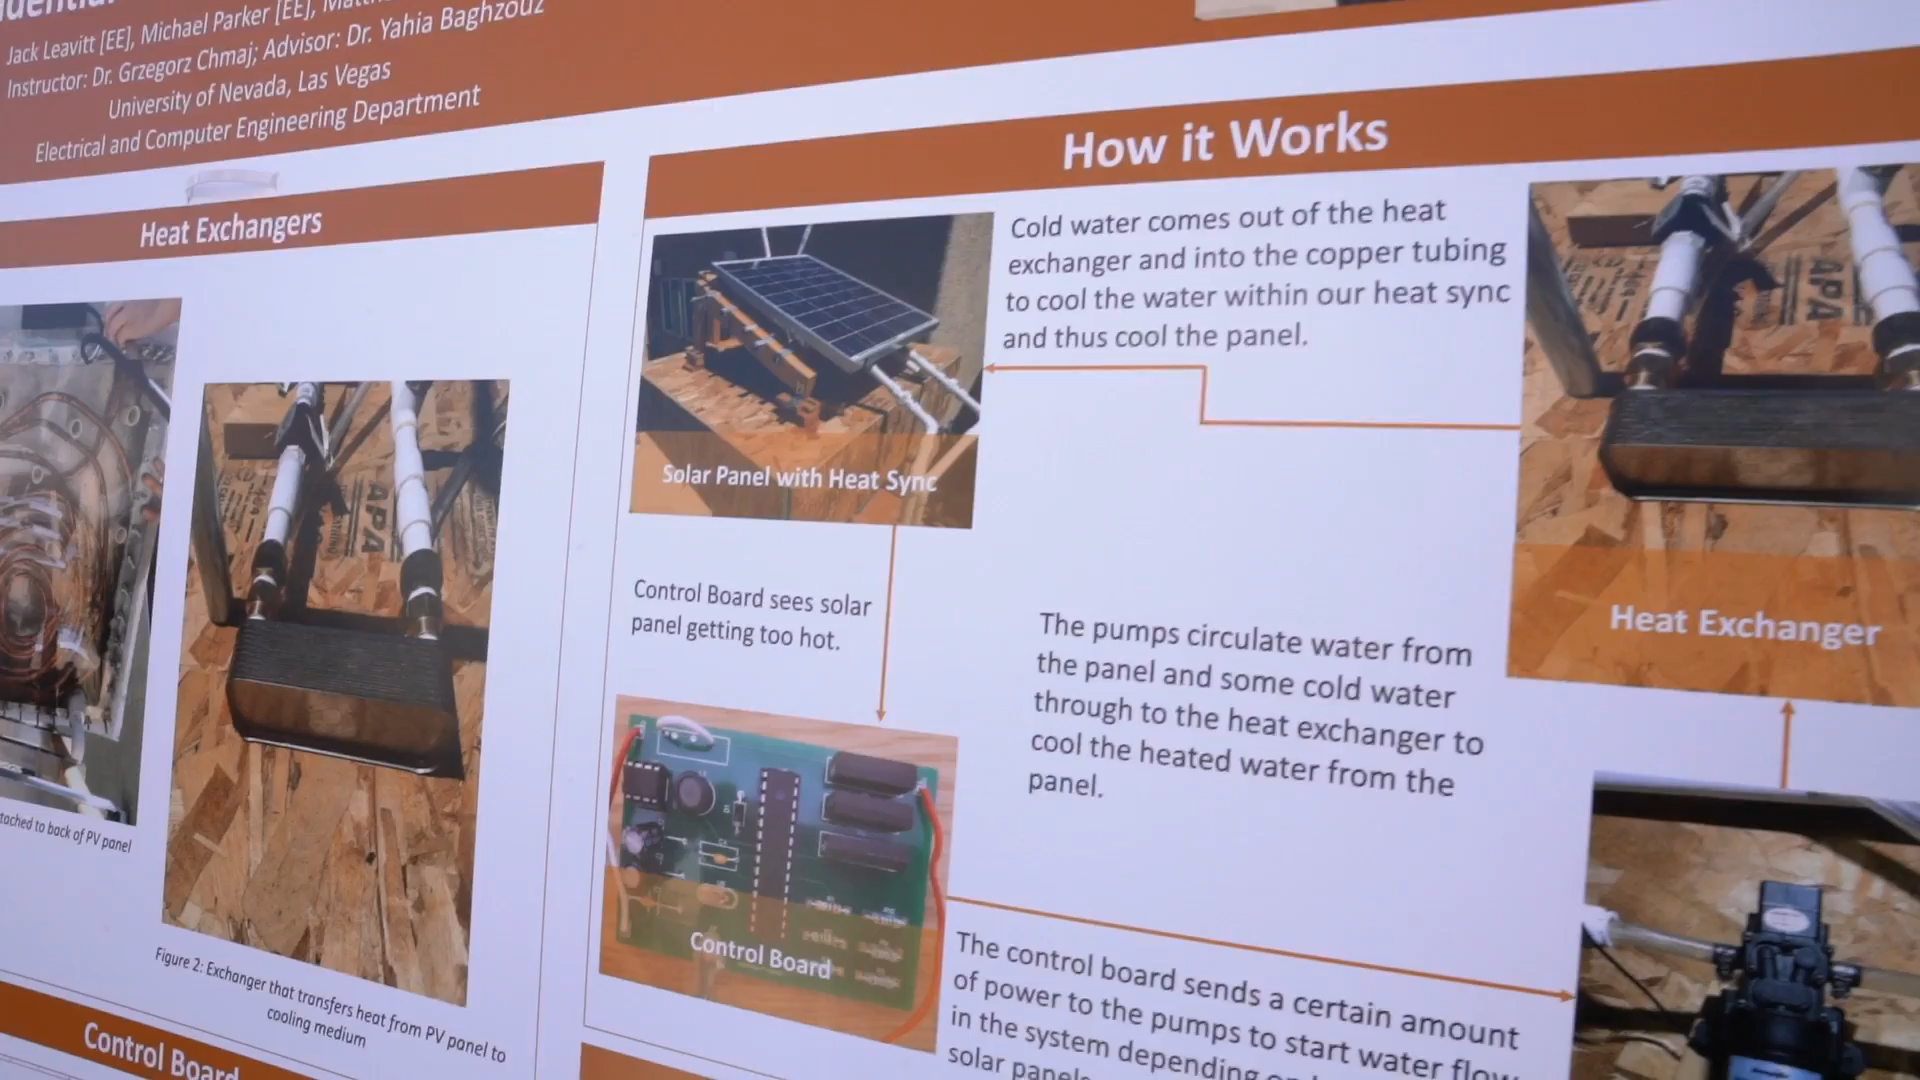 Jack Leavitt [EE], Michael Parker [EE],
Instructor: Dr. Grzegorz Chmaj; Advisor: Dr. Yahia Baghzouz
University of Nevada, Las Vegas
Electrical and Computer Engineering Department
Heat Exchangers
APA
tached to back of PV panel
Figure 2: Exchanger that transfers heat from PV panel to
cooling medium
Control Board
How it Works
Cold water comes out of the heat
exchanger and into the copper tubing
to cool the water within our heat sync
and thus cool the panel.
Solar Panel with Heat Sync
APA
Heat Exchanger
Control Board sees solar
panel getting too hot.
The pumps circulate water from
the panel and some cold water
through to the heat exchanger to
cool the heated water from the
panel.
Control Board
The control board sends a certain amount
of power to the pumps to start water flow
in the system depending
solar panels